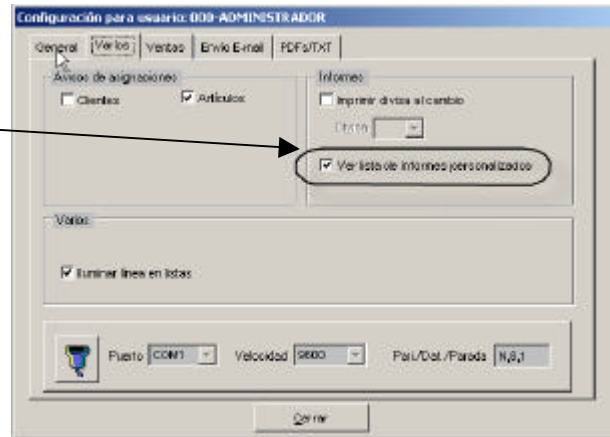 Configuración para usuario: 000-ADMINISTRADOR
General Varios Ventas Envío E-mail PDFs/TXT
Avisos de asignaciones
Clientes Artículos
Informes
Imprimir divisa al cambio
Divisa
Ver lista de informes personalizados
Varios
Iluminar línea en listas
Puerto COM1 Velocidad 9600 Pari./Dat./Parada N,8,1
Cerrar